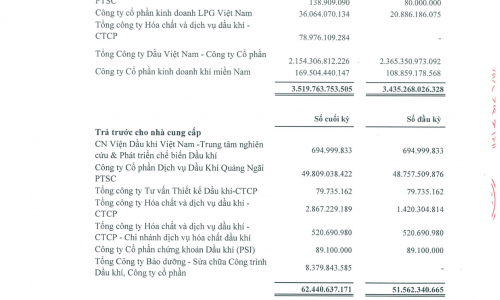 PTSC 138.909.090 80.000.000
Công ty cổ phần kinh doanh LPG Việt Nam 36.064.070.134 20.886.186.075
Tổng công ty Hóa chất và dịch vụ dầu khí -
CTCP 78.976.109.284 -
Tổng Công ty Dầu Việt Nam - Công ty Cổ phần
2.154.306.812.226 2.365.350.973.092
Công ty Cổ phần kinh doanh khí miền Nam 169.504.440.147 108.859.178.568
3.519.763.753.505 3.435.268.026.328
Số cuối kỳ Số đầu kỳ
Trả trước cho nhà cung cấp
CN Viện Dầu khí Việt Nam -Trung tâm nghiên
cứu & Phát triển chế biến Dầu khí 694.999.833 694.999.833
Công ty Cổ phần Dịch vụ Dầu Khí Quảng Ngãi
PTSC 49.809.038.422 48.757.509.876
Tổng công ty Tư vấn Thiết kế Dầu khí-CTCP 79.735.162 79.735.162
Tổng công ty Hóa chất và dịch vụ dầu khí -
CTCP 2.867.229.189 1.420.304.814
Tổng công ty Hóa chất và dịch vụ dầu khí -
CTCP - Chi nhánh dịch vụ hóa chất dầu khí 520.690.980 520.690.980
Công ty Cổ phần chứng khoán Dầu khí (PSI) 89.100.000 89.100.000
Tổng Công ty Bảo dưỡng - Sửa chữa Công trình
Dầu khí, Công ty cổ phần 8.379.843.585 -
62.440.637.171 51.562.340.665